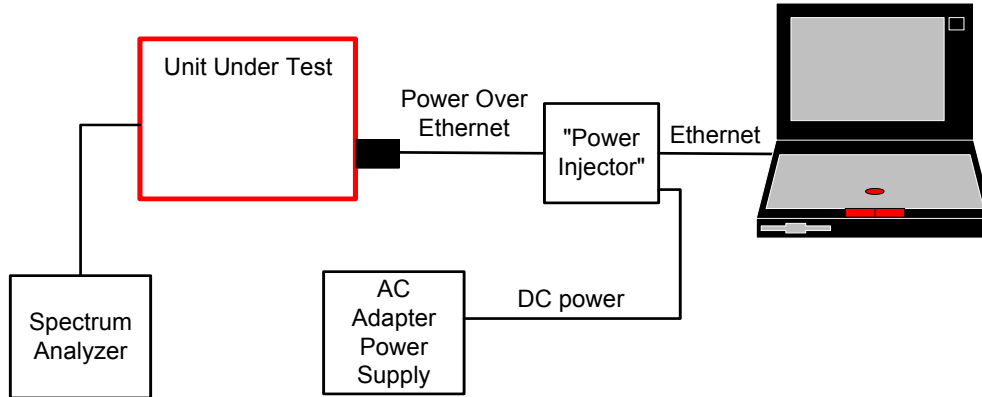 Unit Under Test
Power Over
Ethernet
"Power
Injector"
Ethernet
Spectrum
Analyzer
AC
Adapter
Power
Supply
DC power